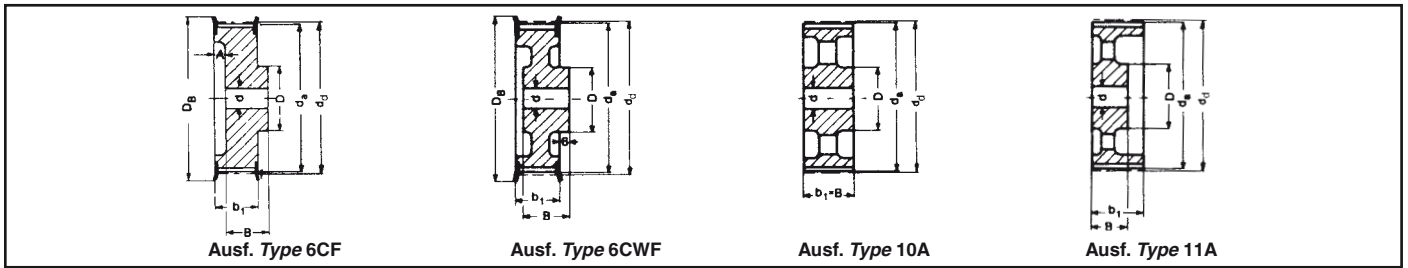 A
D_B
d
D
d_a
d_d
b_1
B
Ausf. Type 6CF
D_B
d
D
d_a
d_d
6
b_1
B
Ausf. Type 6CWF
d
D
d_a
d_d
b_1=B
Ausf. Type 10A
d
D
d_a
d_d
b_1
B
Ausf. Type 11A